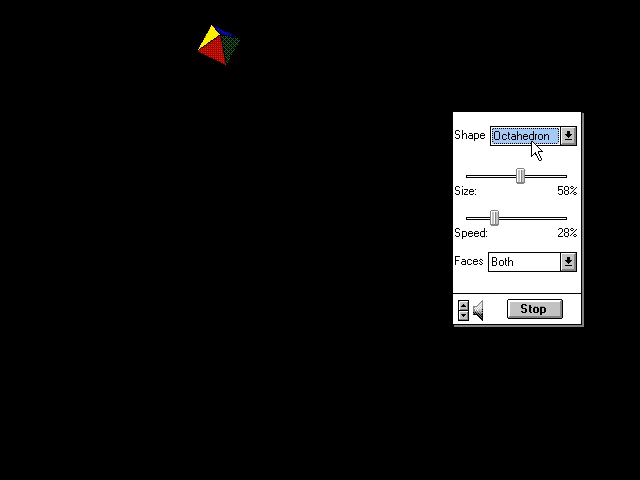 Shape Octahedron
Size: 58%
Speed: 28%
Faces Both
Stop